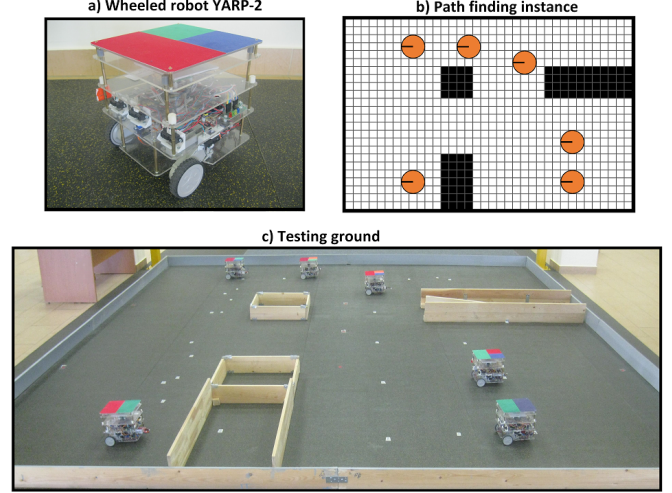 a) Wheeled robot YARP-2
b) Path finding instance
c) Testing ground